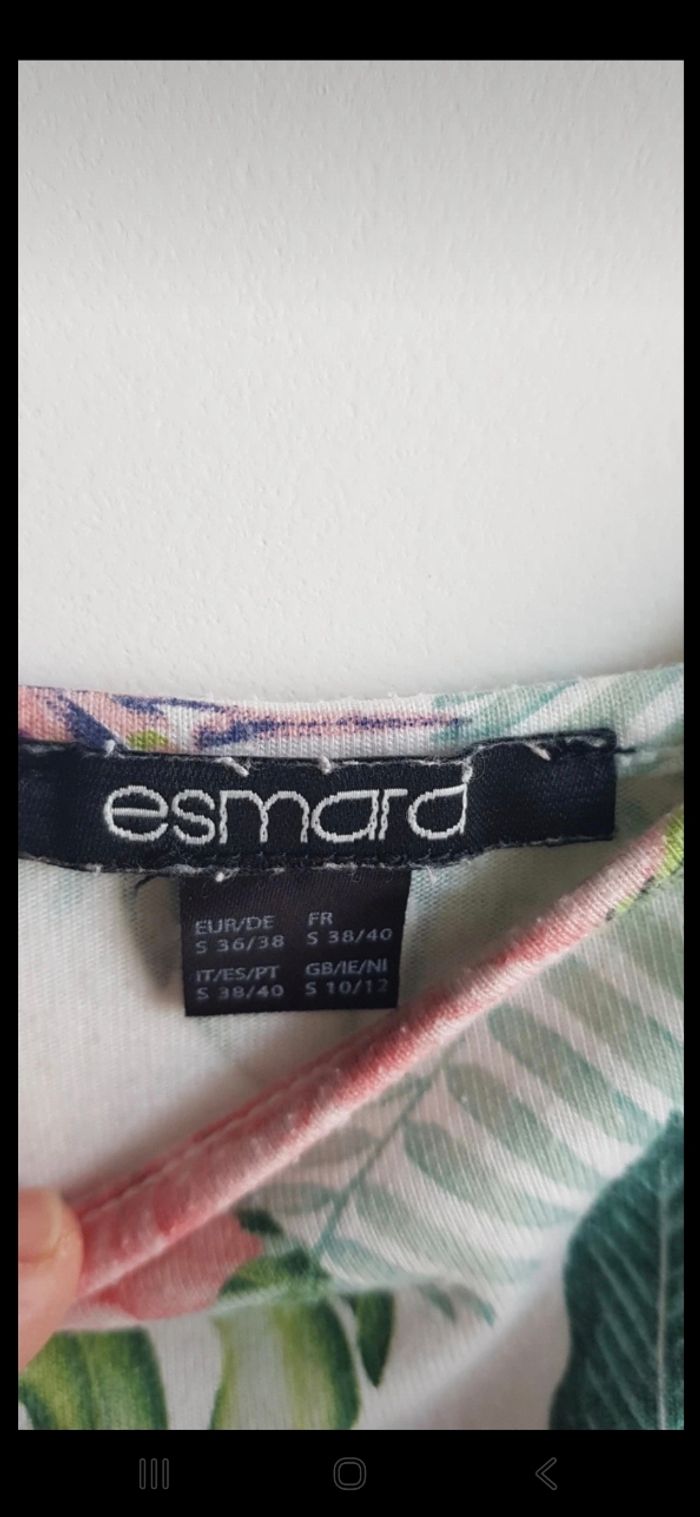 esmara
EUR/DE FR
S 36/38 S 38/40
IT/ES/PT GB/IE/NI
S 38/40 S 10/12